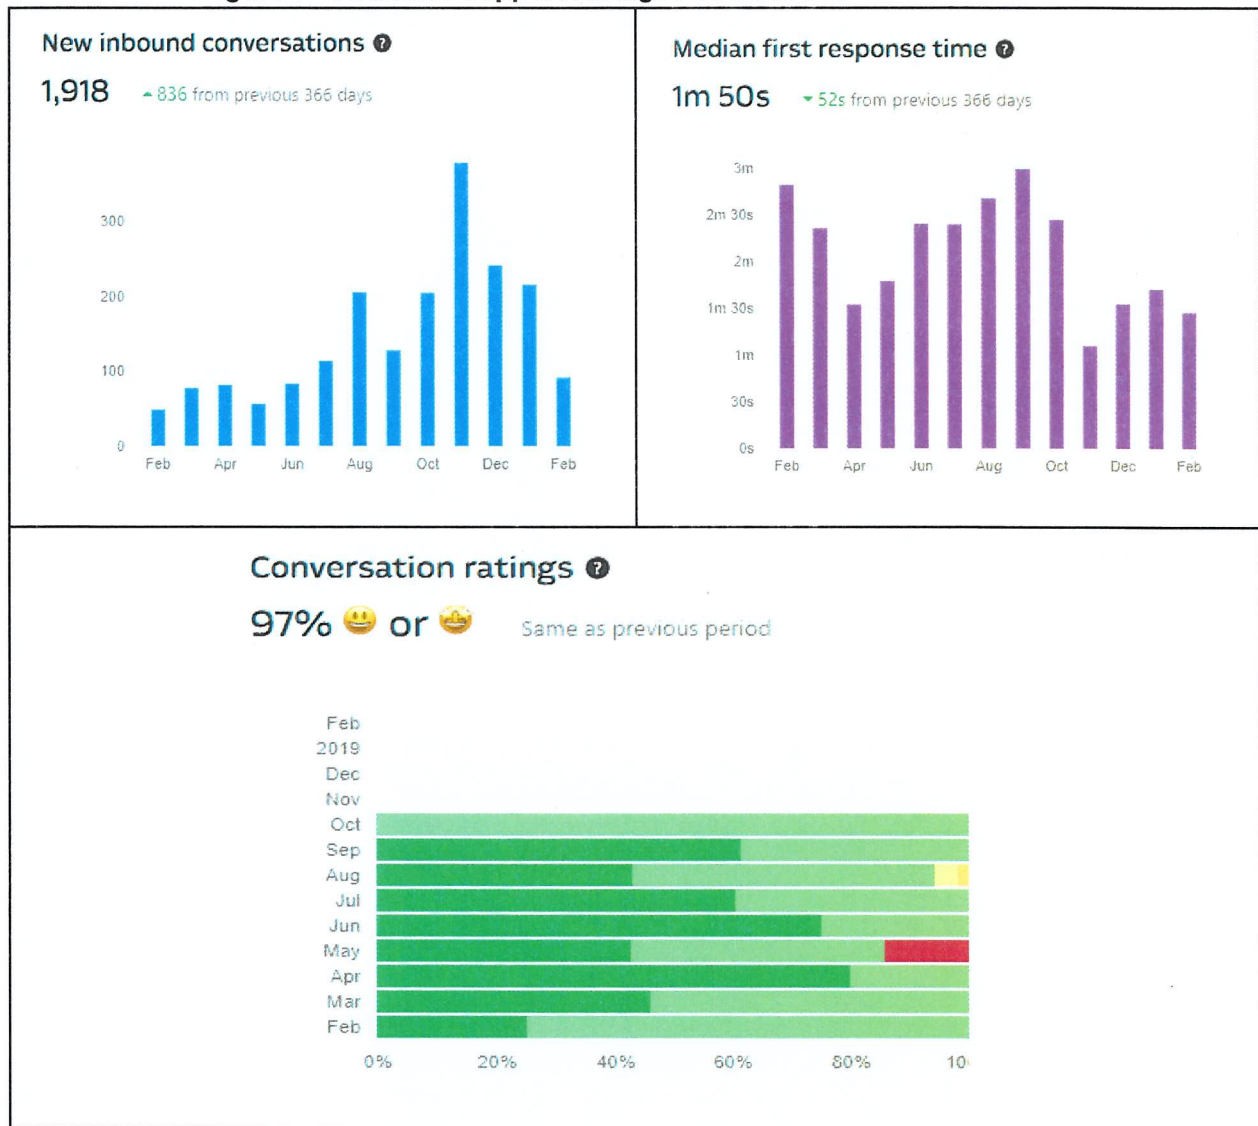 New inbound conversations ?
1,918 836 from previous 366 days
300
200
100
0
Feb Apr Jun Aug Oct Dec Feb
Median first response time ?
1m 50s 52s from previous 366 days
3m
2m 30s
2m
1m 30s
1m
30s
0s
Feb Apr Jun Aug Oct Dec Feb
Conversation ratings ?
97% 😃 or 🤩 Same as previous period
Feb
2019
Dec
Nov
Oct
Sep
Aug
Jul
Jun
May
Apr
Mar
Feb
0% 20% 40% 60% 80% 10